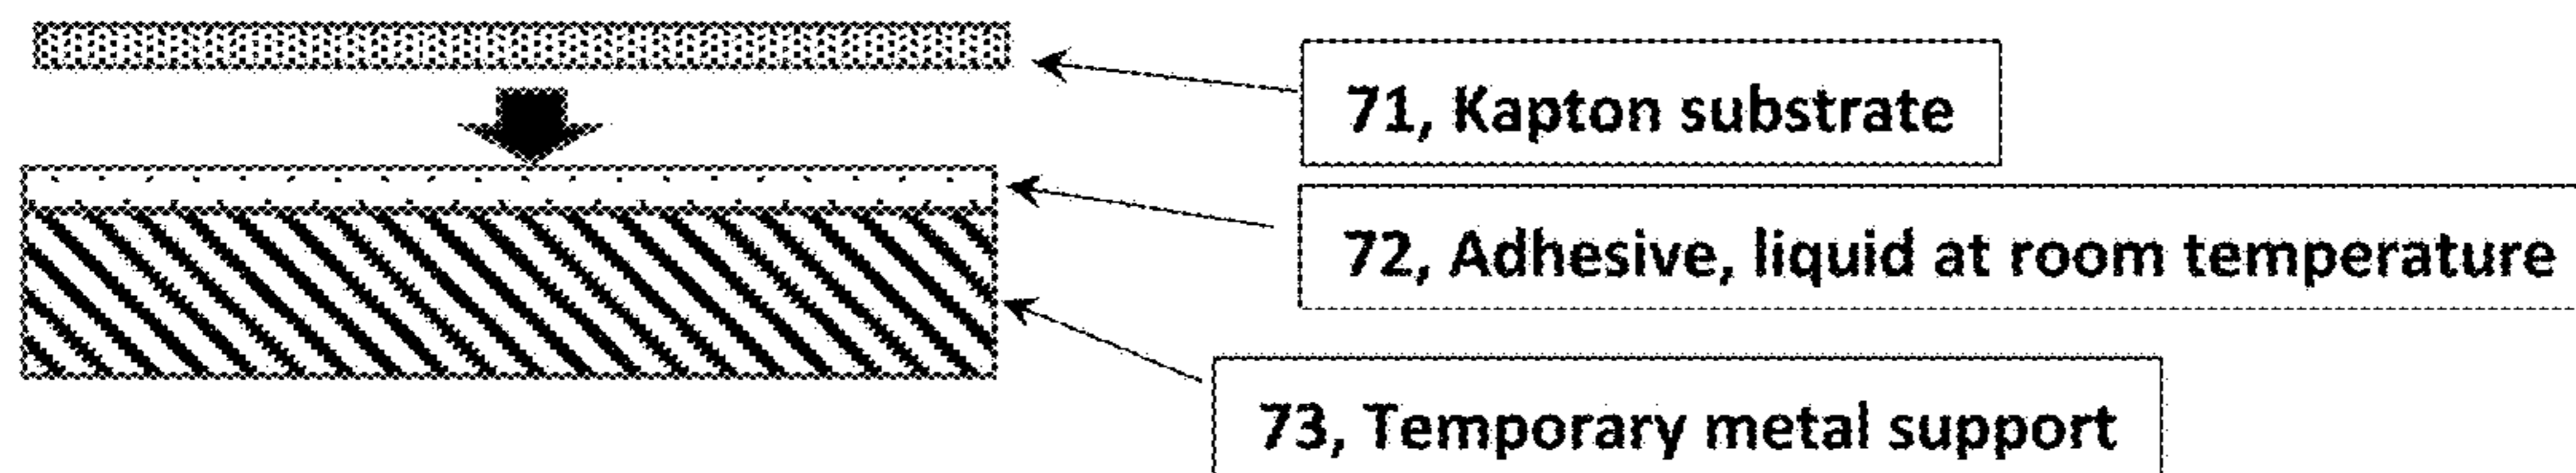 71, Kapton substrate
72, Adhesive, liquid at room temperature
73, Temporary metal support